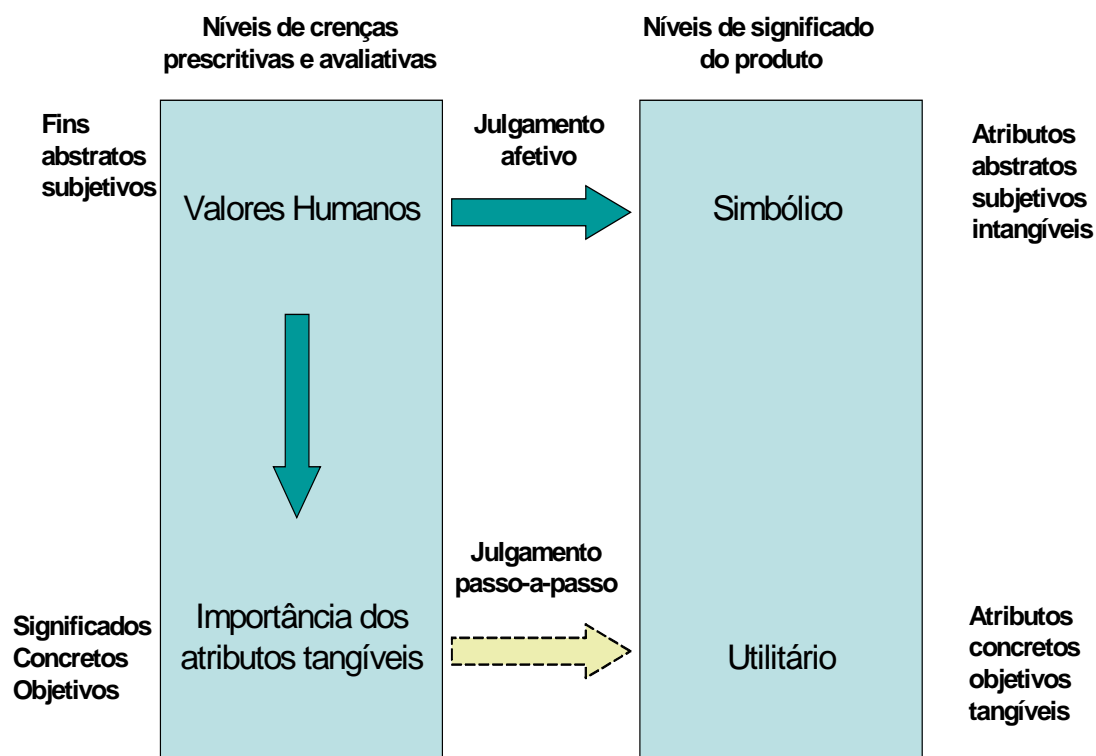 Níveis de crenças
prescritivas e avaliativas
Níveis de significado
do produto
Fins
abstratos
subjetivos
Valores Humanos
Julgamento
afetivo
Simbólico
Atributos
abstratos
subjetivos
intangíveis
Significados
Concretos
Objetivos
Importância dos
atributos tangíveis
Julgamento
passo-a-passo
Utilitário
Atributos
concretos
objetivos
tangíveis